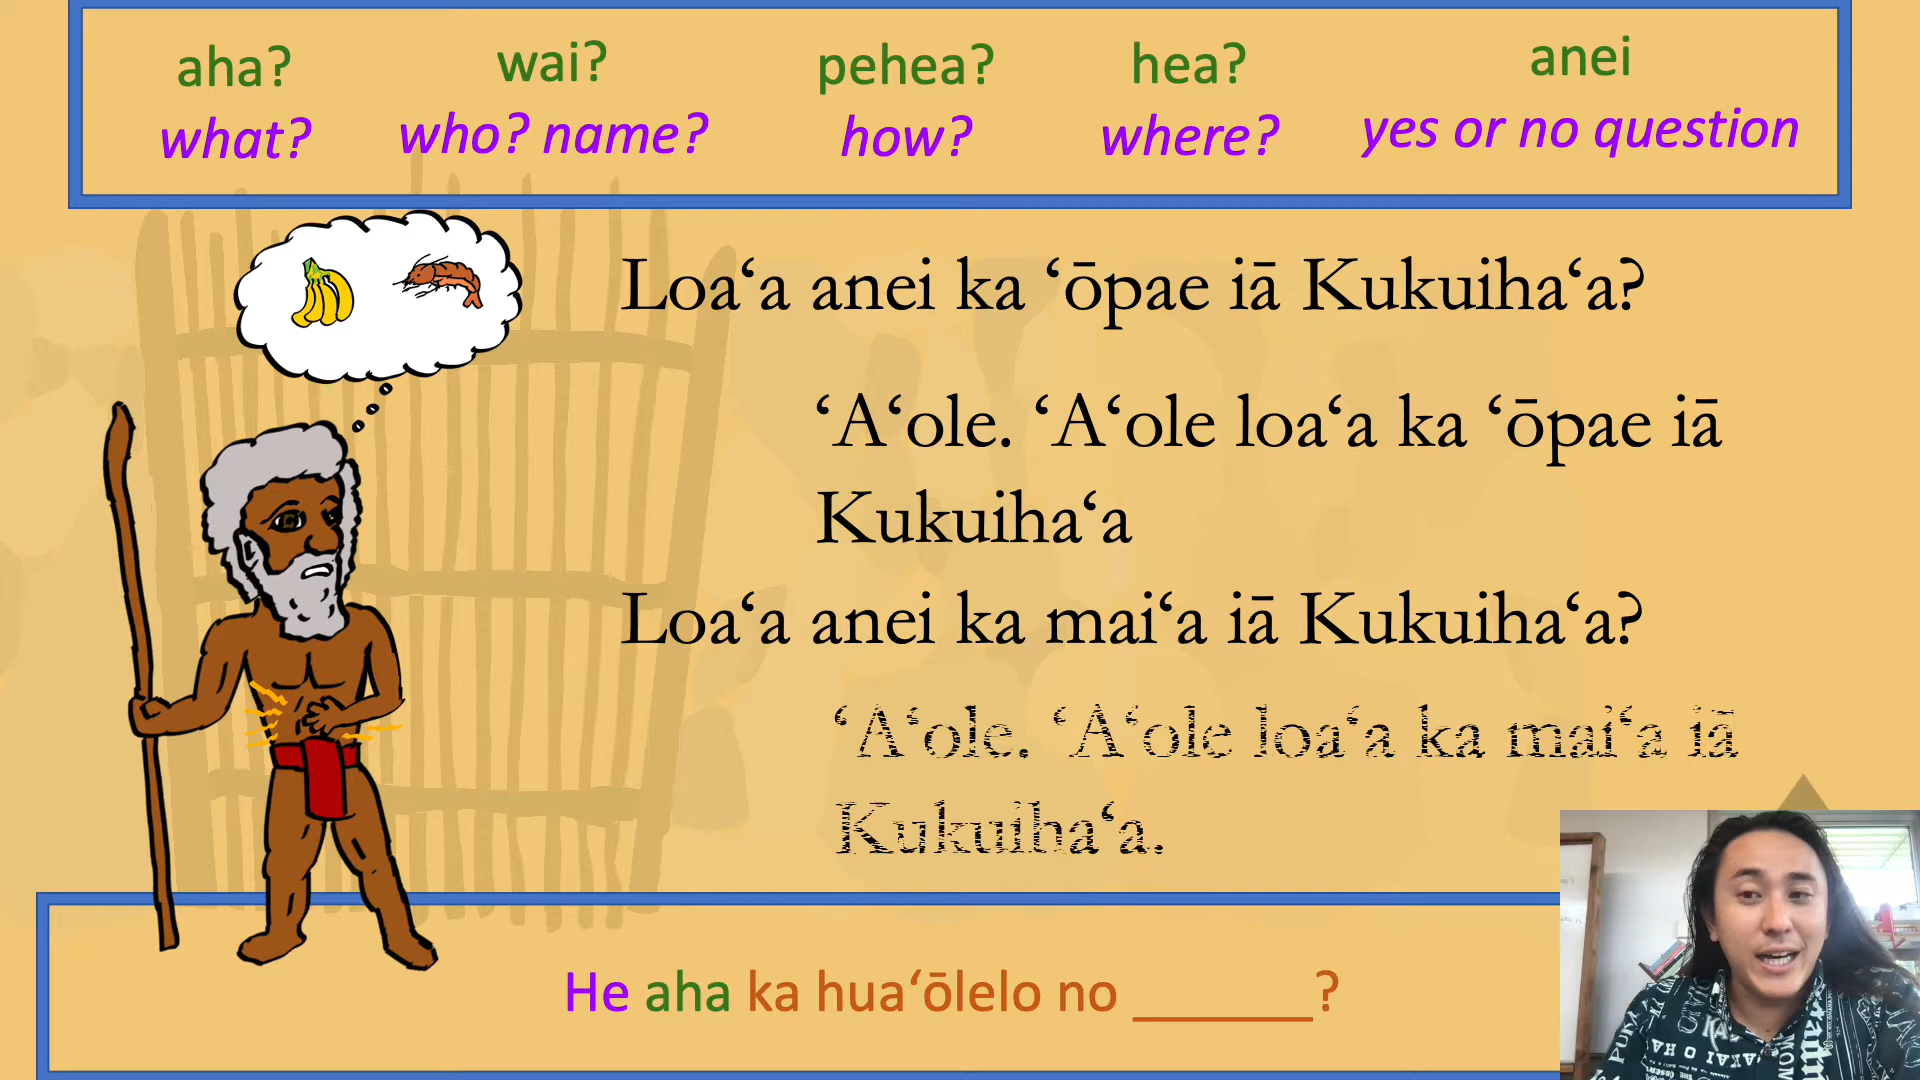 aha? wai? pehea? hea? anei
what? who? name? how? where? yes or no question
Loaʻa anei ka ʻōpae iā Kukuihaʻa?
ʻAʻole. ʻAʻole loaʻa ka ʻōpae iā
Kukuihaʻa
Loaʻa anei ka maiʻa iā Kukuihaʻa?
ʻAʻole. ʻAʻole loaʻa ka maiʻa iā
Kukuihaʻa.
He aha ka huaʻōlelo no ______?